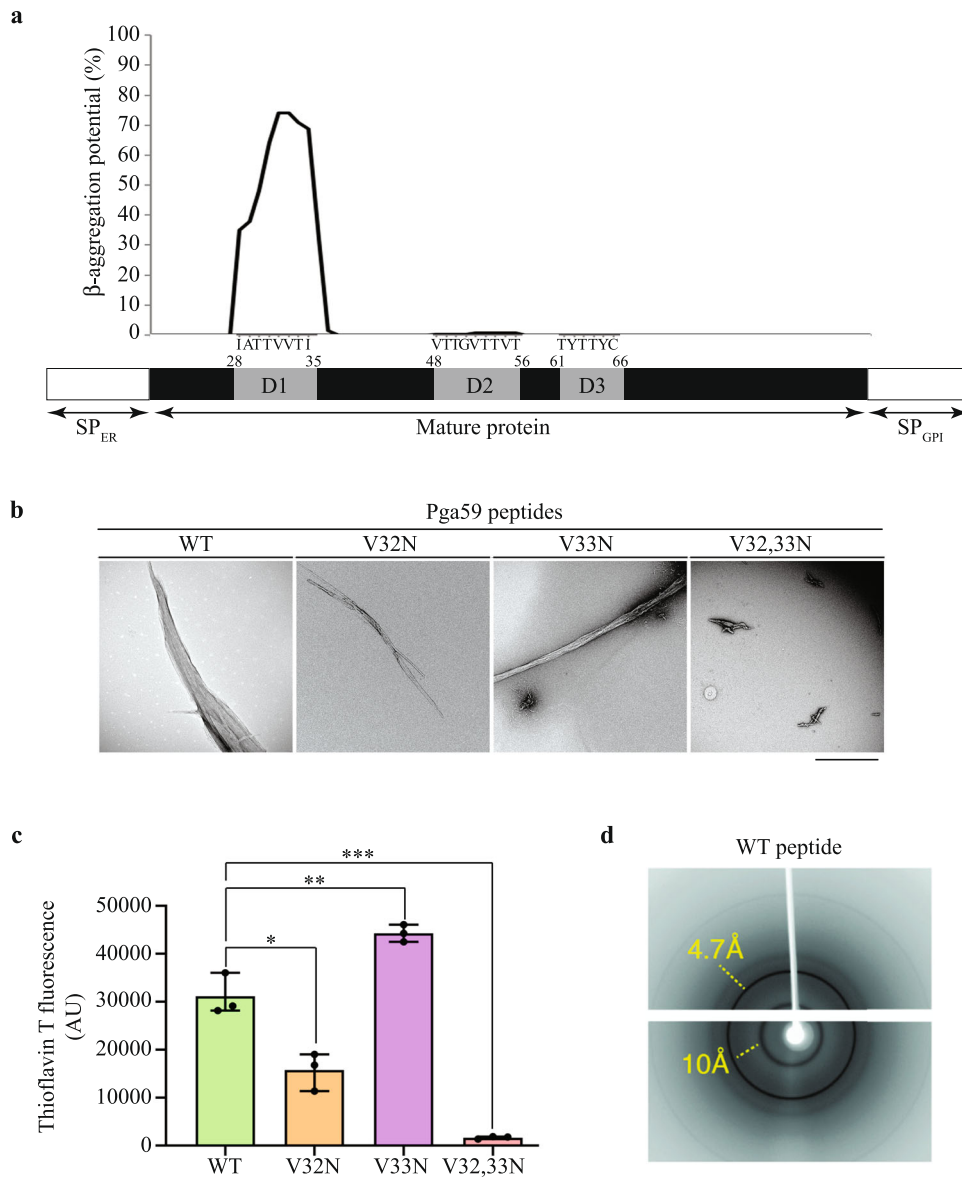 a
β-aggregation potential (%)
100
90
80
70
60
50
40
30
20
10
0
IATTVVTI VTTGVTTVT TYTTYC
28 35 48 56 61 66
D1 D2 D3
SPER Mature protein SPGPI
b
Pga59 peptides
WT V32N V33N V32,33N
c
Thioflavin T fluorescence
(AU)
***
**
*
50000
40000
30000
20000
10000
0
WT V32N V33N V32,33N
d
WT peptide
4.7Å
10Å